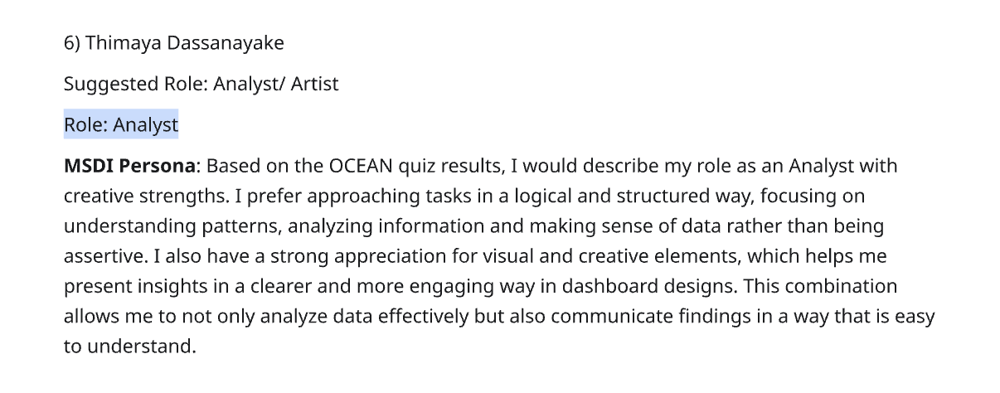 6) Thimaya Dassanayake
Suggested Role: Analyst/ Artist
Role: Analyst
MSDI Persona: Based on the OCEAN quiz results, I would describe my role as an Analyst with
creative strengths. I prefer approaching tasks in a logical and structured way, focusing on
understanding patterns, analyzing information and making sense of data rather than being
assertive. I also have a strong appreciation for visual and creative elements, which helps me
present insights in a clearer and more engaging way in dashboard designs. This combination
allows me to not only analyze data effectively but also communicate findings in a way that is easy
to understand.